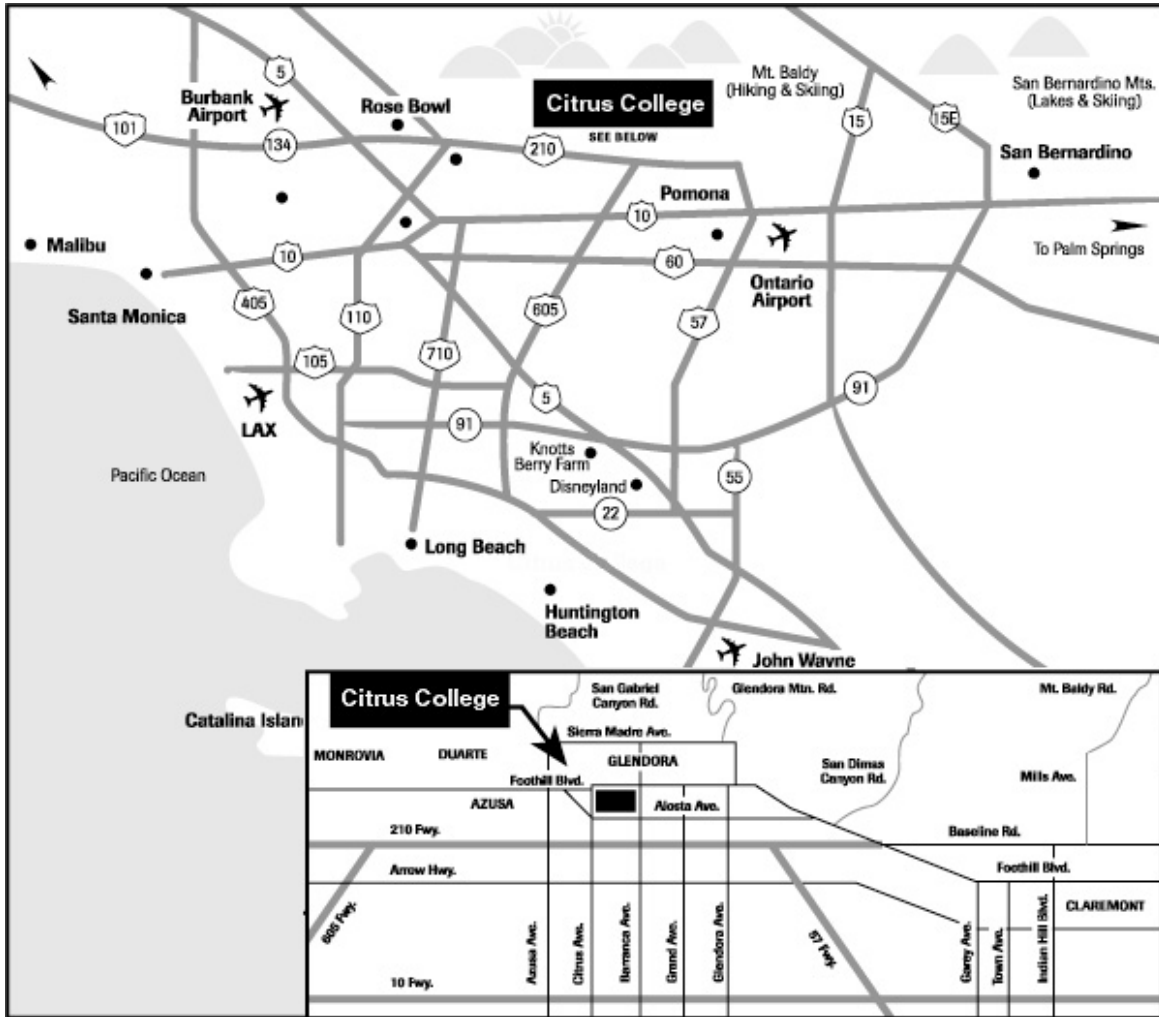 5
Burbank
Airport
Rose Bowl
Citrus College
SEE BELOW
Mt. Baldy
(Hiking & Skiing)
San Bernardino Mts.
(Lakes & Skiing)
101
134
210
15
15E
San Bernardino
Pomona
10
Malibu
10
60
To Palm Springs
Ontario
Airport
Santa Monica
405
110
605
57
710
105
5
91
LAX
91
Knotts
Berry Farm
Pacific Ocean
55
Disneyland
22
Long Beach
Huntington
Beach
John Wayne
Catalina Islan
Citrus College
San Gabriel
Canyon Rd.
Glendora Mtn. Rd.
Mt. Baldy Rd.
Sierra Madre Ave.
MONROVIA
DUARTE
GLENDORA
San Dimas
Canyon Rd.
Mills Ave.
Foothill Blvd.
AZUSA
Alosta Ave.
210 Fwy.
Baseline Rd.
Arrow Hwy.
Foothill Blvd.
CLAREMONT
605 Fwy.
Azusa Ave.
Citrus Ave.
Barranca Ave.
Grand Ave.
Glendora Ave.
57 Fwy.
Garey Ave.
Town Ave.
Indian Hill Blvd.
10 Fwy.